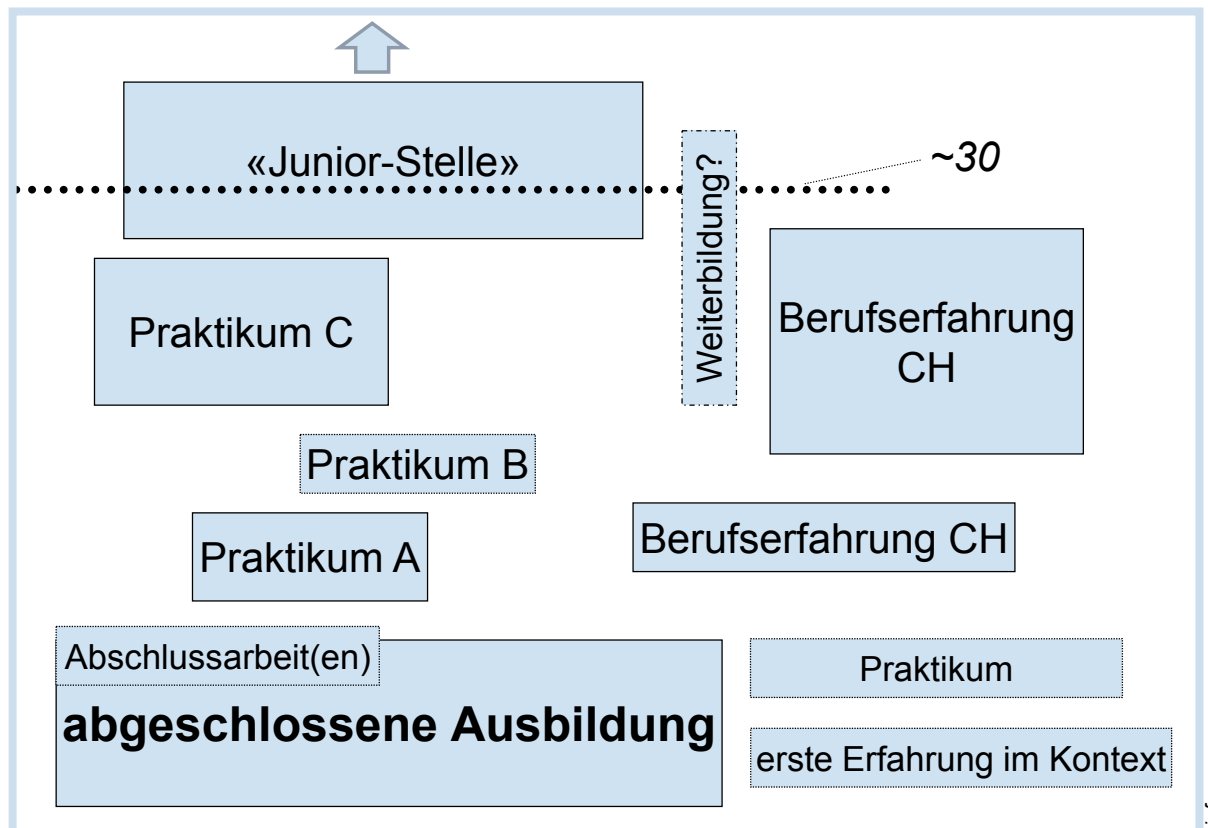 «Junior-Stelle»
~30
Weiterbildung?
Praktikum C
Berufserfahrung
CH
Praktikum B
Berufserfahrung CH
Praktikum A
Abschlussarbeit(en)
abgeschlossene Ausbildung
Praktikum
erste Erfahrung im Kontext